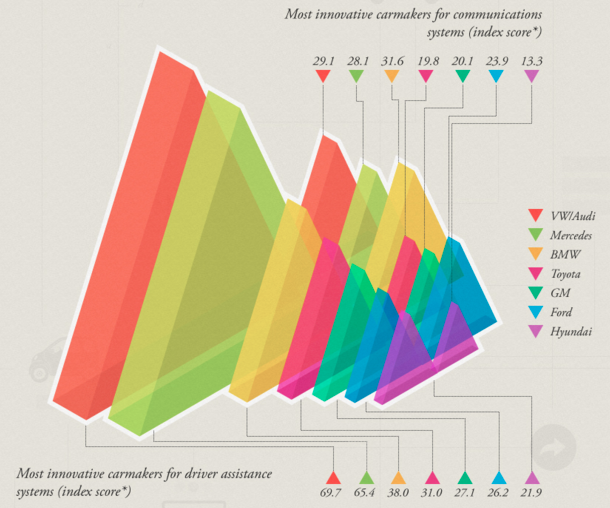 Most innovative carmakers for communications
systems (index score*)
29.1 28.1 31.6 19.8 20.1 23.9 13.3
VW/Audi
Mercedes
BMW
Toyota
GM
Ford
Hyundai
Most innovative carmakers for driver assistance
systems (index score*)
69.7 65.4 38.0 31.0 27.1 26.2 21.9